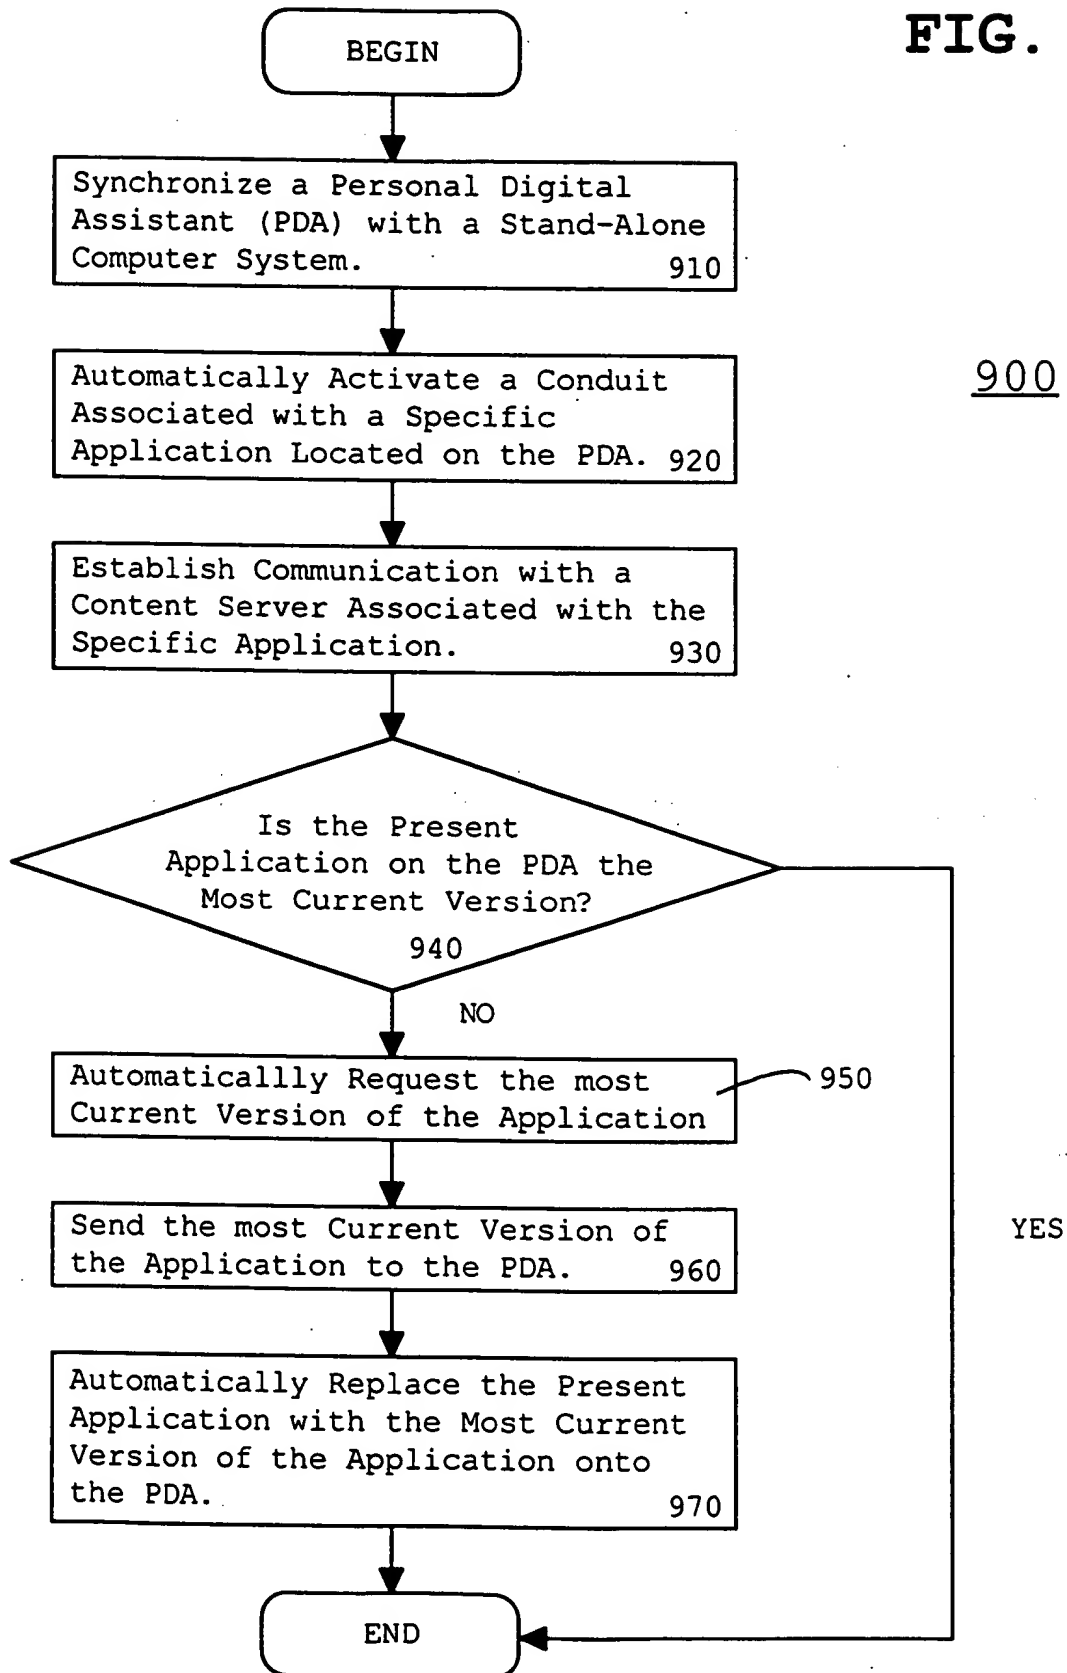 FIG.
BEGIN
Synchronize a Personal Digital
Assistant (PDA) with a Stand-Alone
Computer System.
910
900
Automatically Activate a Conduit
Associated with a Specific
Application Located on the PDA. 920
Establish Communication with a
Content Server Associated with the
Specific Application.
930
Is the Present
Application on the PDA the
Most Current Version?
940
NO
Automaticallly Request the most
Current Version of the Application
950
Send the most Current Version of
the Application to the PDA.
960
YES
Automatically Replace the Present
Application with the Most Current
Version of the Application onto
the PDA.
970
END